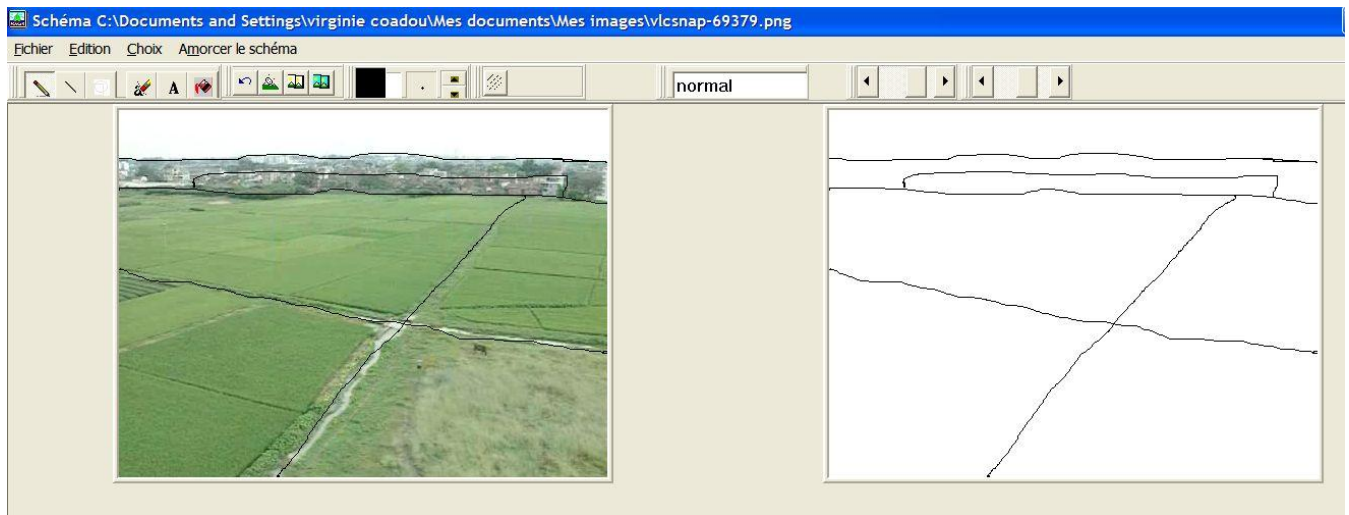 Schéma C:\Documents and Settings\virginie coadou\Mes documents\Mes images\vlcsnap-69379.png
Fichier Edition Choix Amorcer le schéma
A normal